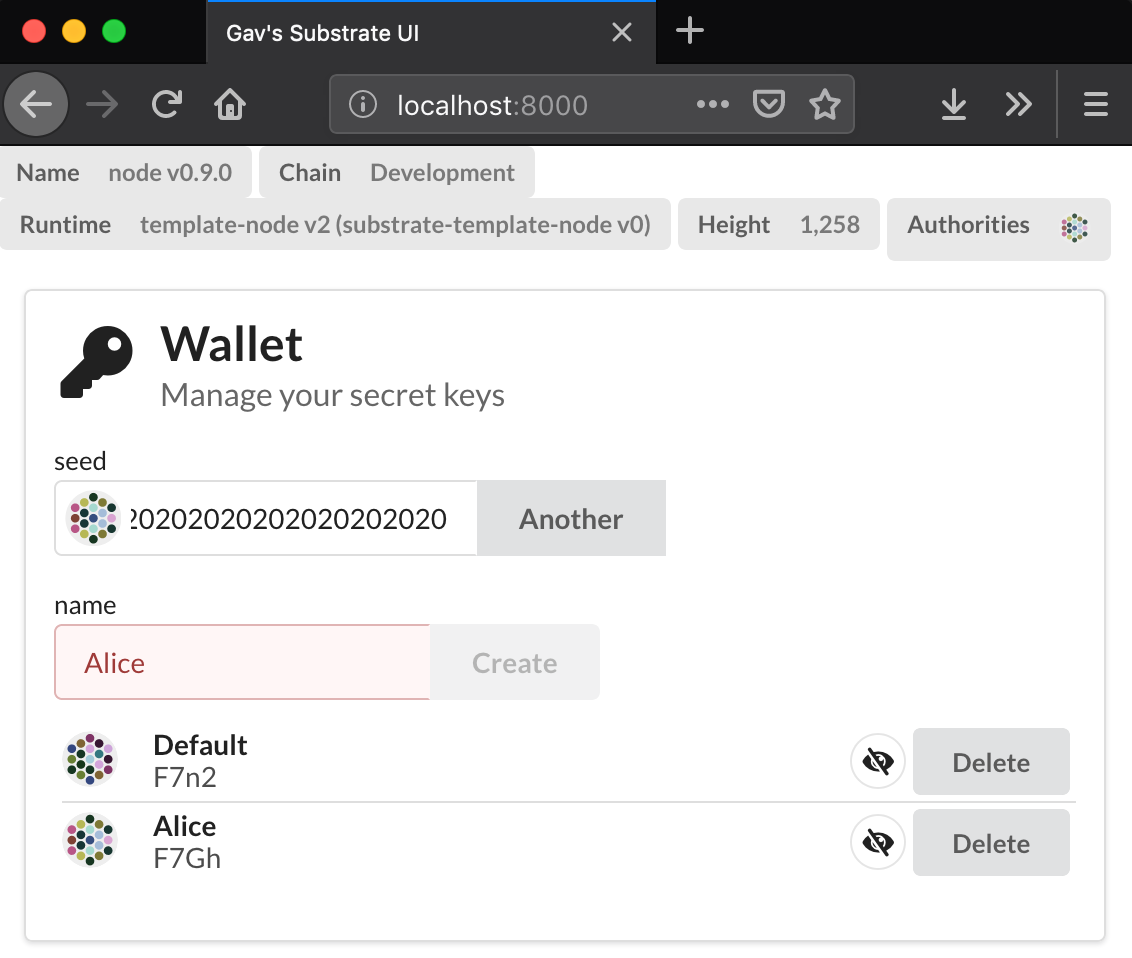 Gav's Substrate UI
localhost:8000
Name node v0.9.0 Chain Development
Runtime template-node v2 (substrate-template-node v0) Height 1,258 Authorities
Wallet
Manage your secret keys
seed
20202020202020202020 Another
name
Alice Create
Default
F7n2 Delete
Alice
F7Gh Delete